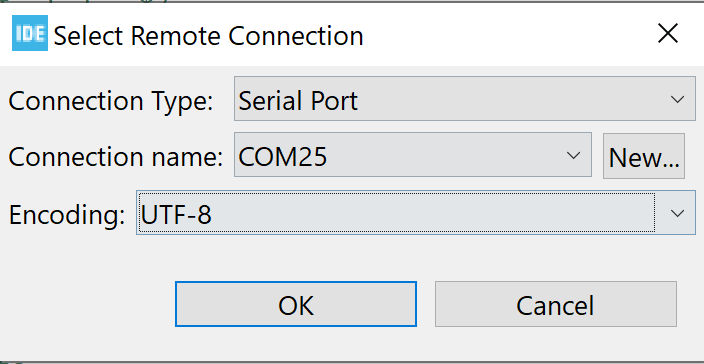 IDE Select Remote Connection
Connection Type: Serial Port
Connection name: COM25 New...
Encoding: UTF-8
OK Cancel